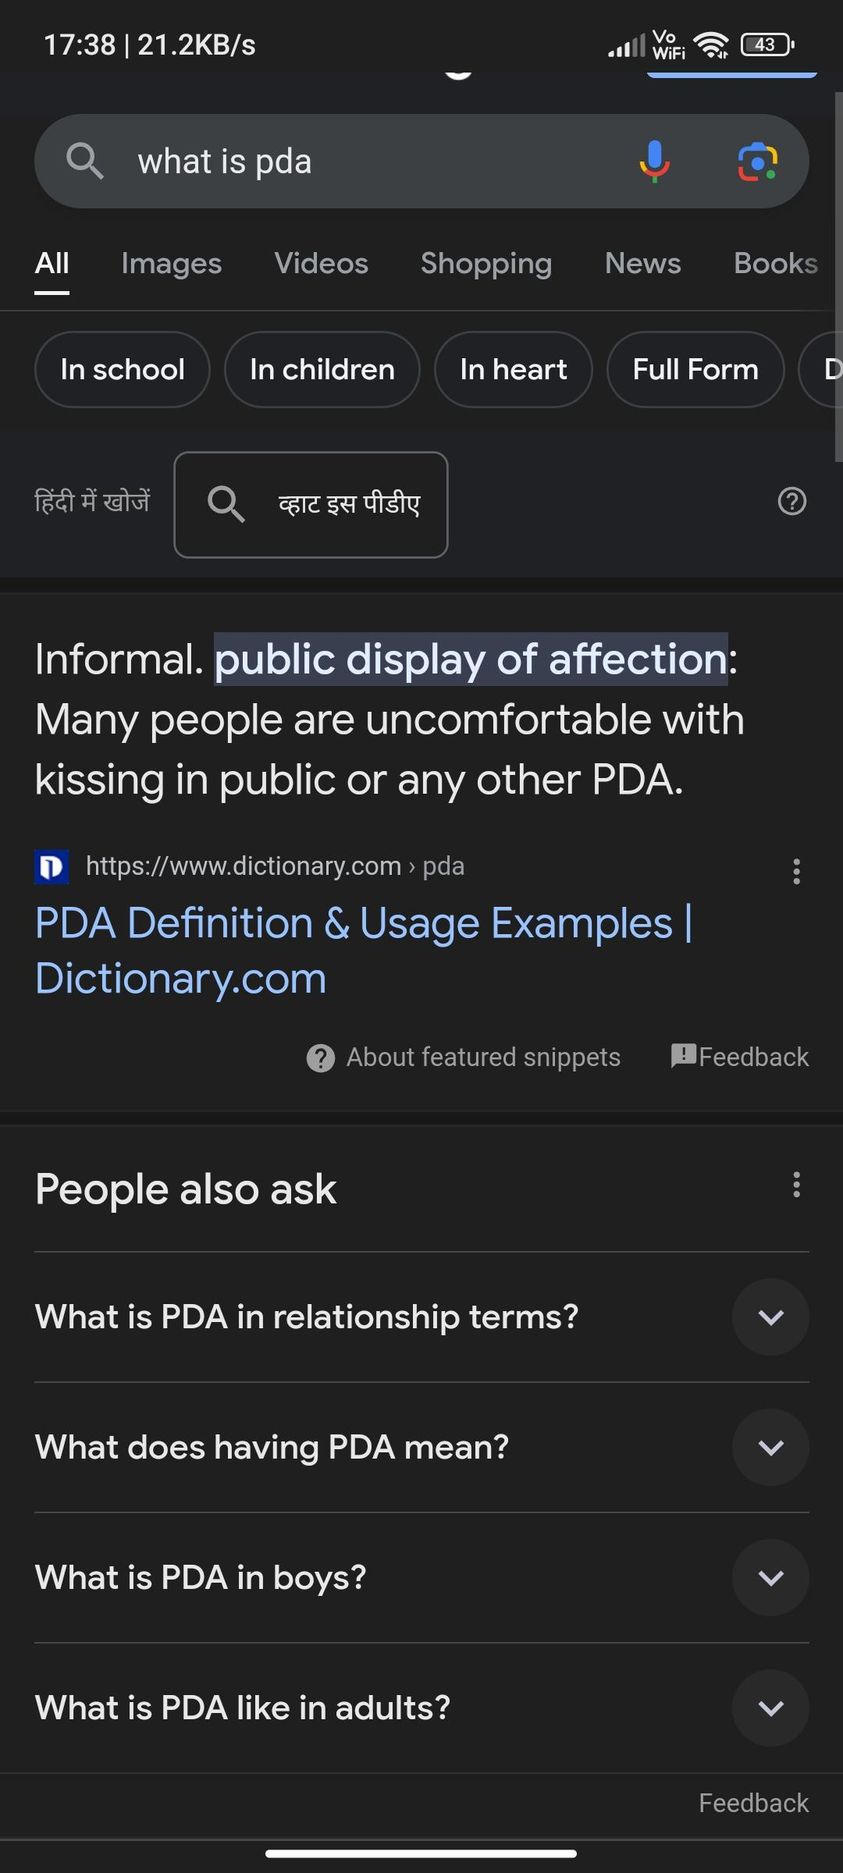 17:38 | 21.2KB/s Vo WiFi 43
what is pda
All Images Videos Shopping News Books
In school In children In heart Full Form D
हिंदी में खोजें व्हाट इस पीडीए
Informal. public display of affection:
Many people are uncomfortable with
kissing in public or any other PDA.
https://www.dictionary.com › pda
PDA Definition & Usage Examples |
Dictionary.com
About featured snippets Feedback
People also ask
What is PDA in relationship terms?
What does having PDA mean?
What is PDA in boys?
What is PDA like in adults?
Feedback